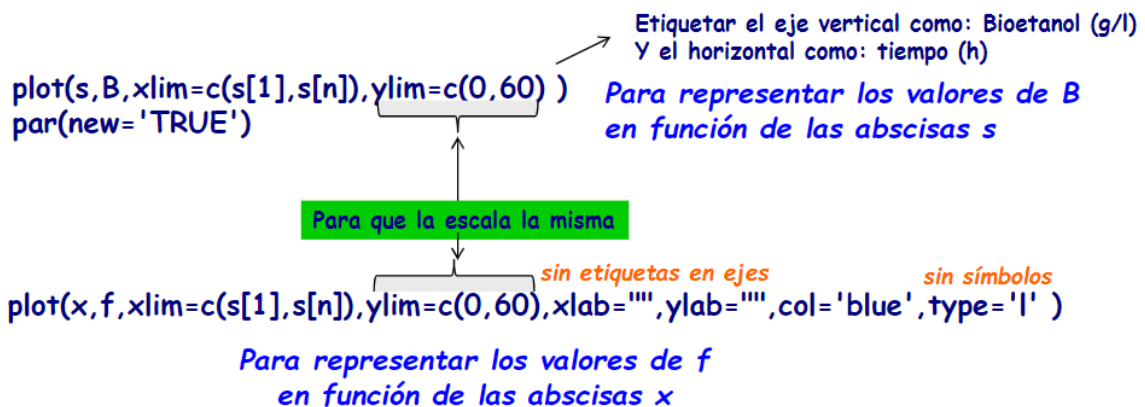 Etiquetar el eje vertical como: Bioetanol (g/l)
Y el horizontal como: tiempo (h)
plot(s,B,xlim=c(s[1],s[n]),ylim=c(0,60) )
par(new='TRUE')
Para representar los valores de B
en función de las abscisas s
Para que la escala la misma
sin etiquetas en ejes
sin símbolos
plot(x,f,xlim=c(s[1],s[n]),ylim=c(0,60),xlab="",ylab="",col='blue',type='l' )
Para representar los valores de f
en función de las abscisas x